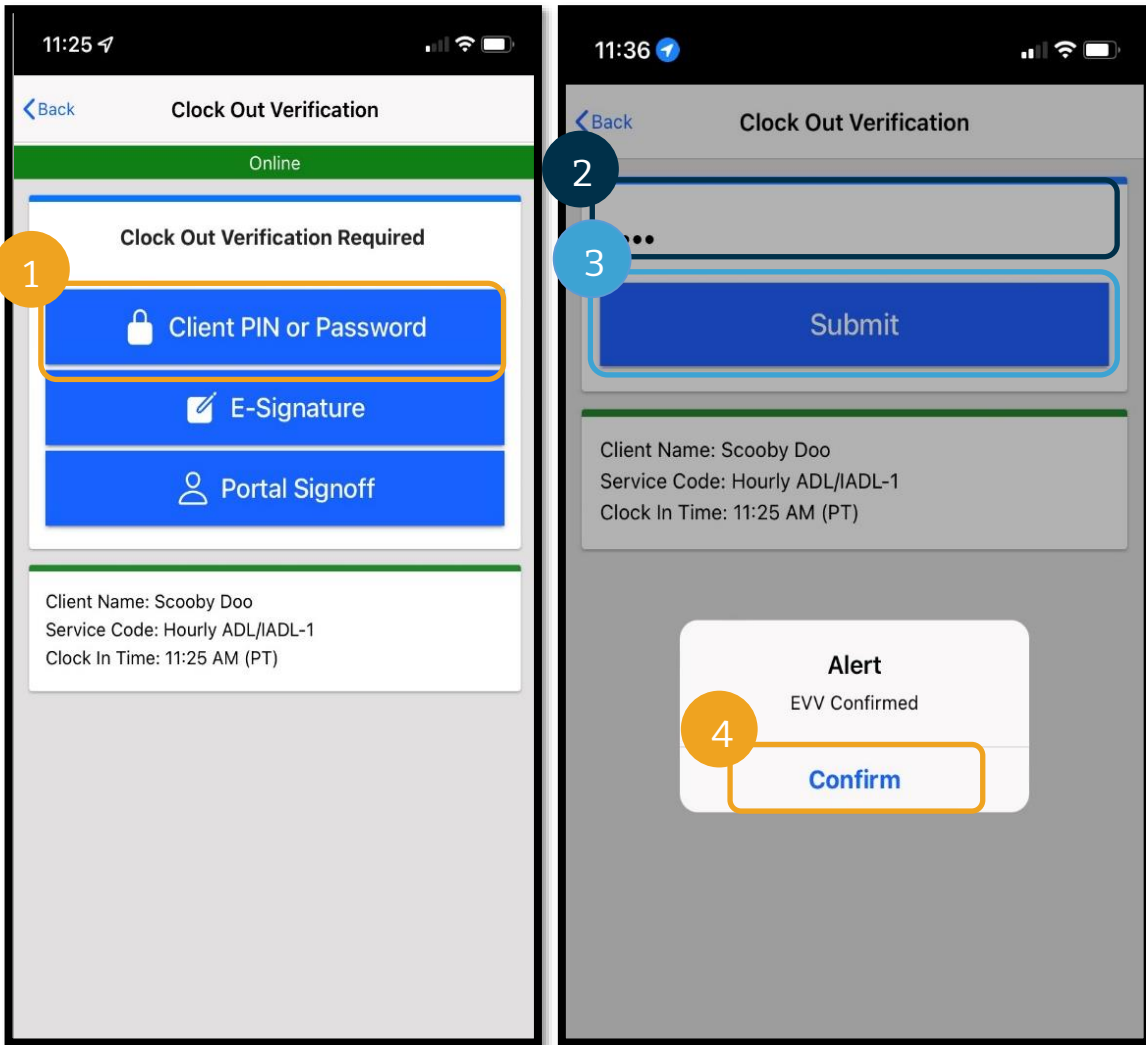 11:25
Back
Clock Out Verification
Online
Clock Out Verification Required
1
Client PIN or Password
E-Signature
Portal Signoff
Client Name: Scooby Doo
Service Code: Hourly ADL/IADL-1
Clock In Time: 11:25 AM (PT)
11:36
Back
Clock Out Verification
2
3
Submit
Client Name: Scooby Doo
Service Code: Hourly ADL/IADL-1
Clock In Time: 11:25 AM (PT)
Alert
EVV Confirmed
4
Confirm